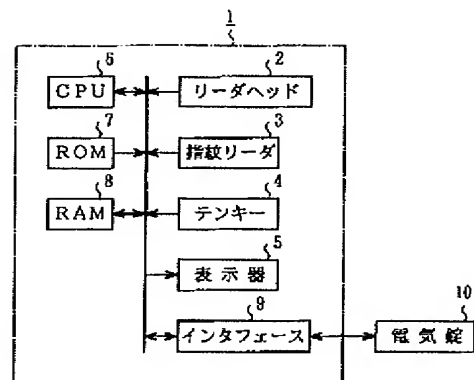 1
6 2
CPU リーダヘッド
7 3
ROM 指紋リーダ
8 4
RAM テンキー
5
表示器
9 10
インタフェース 電気錠